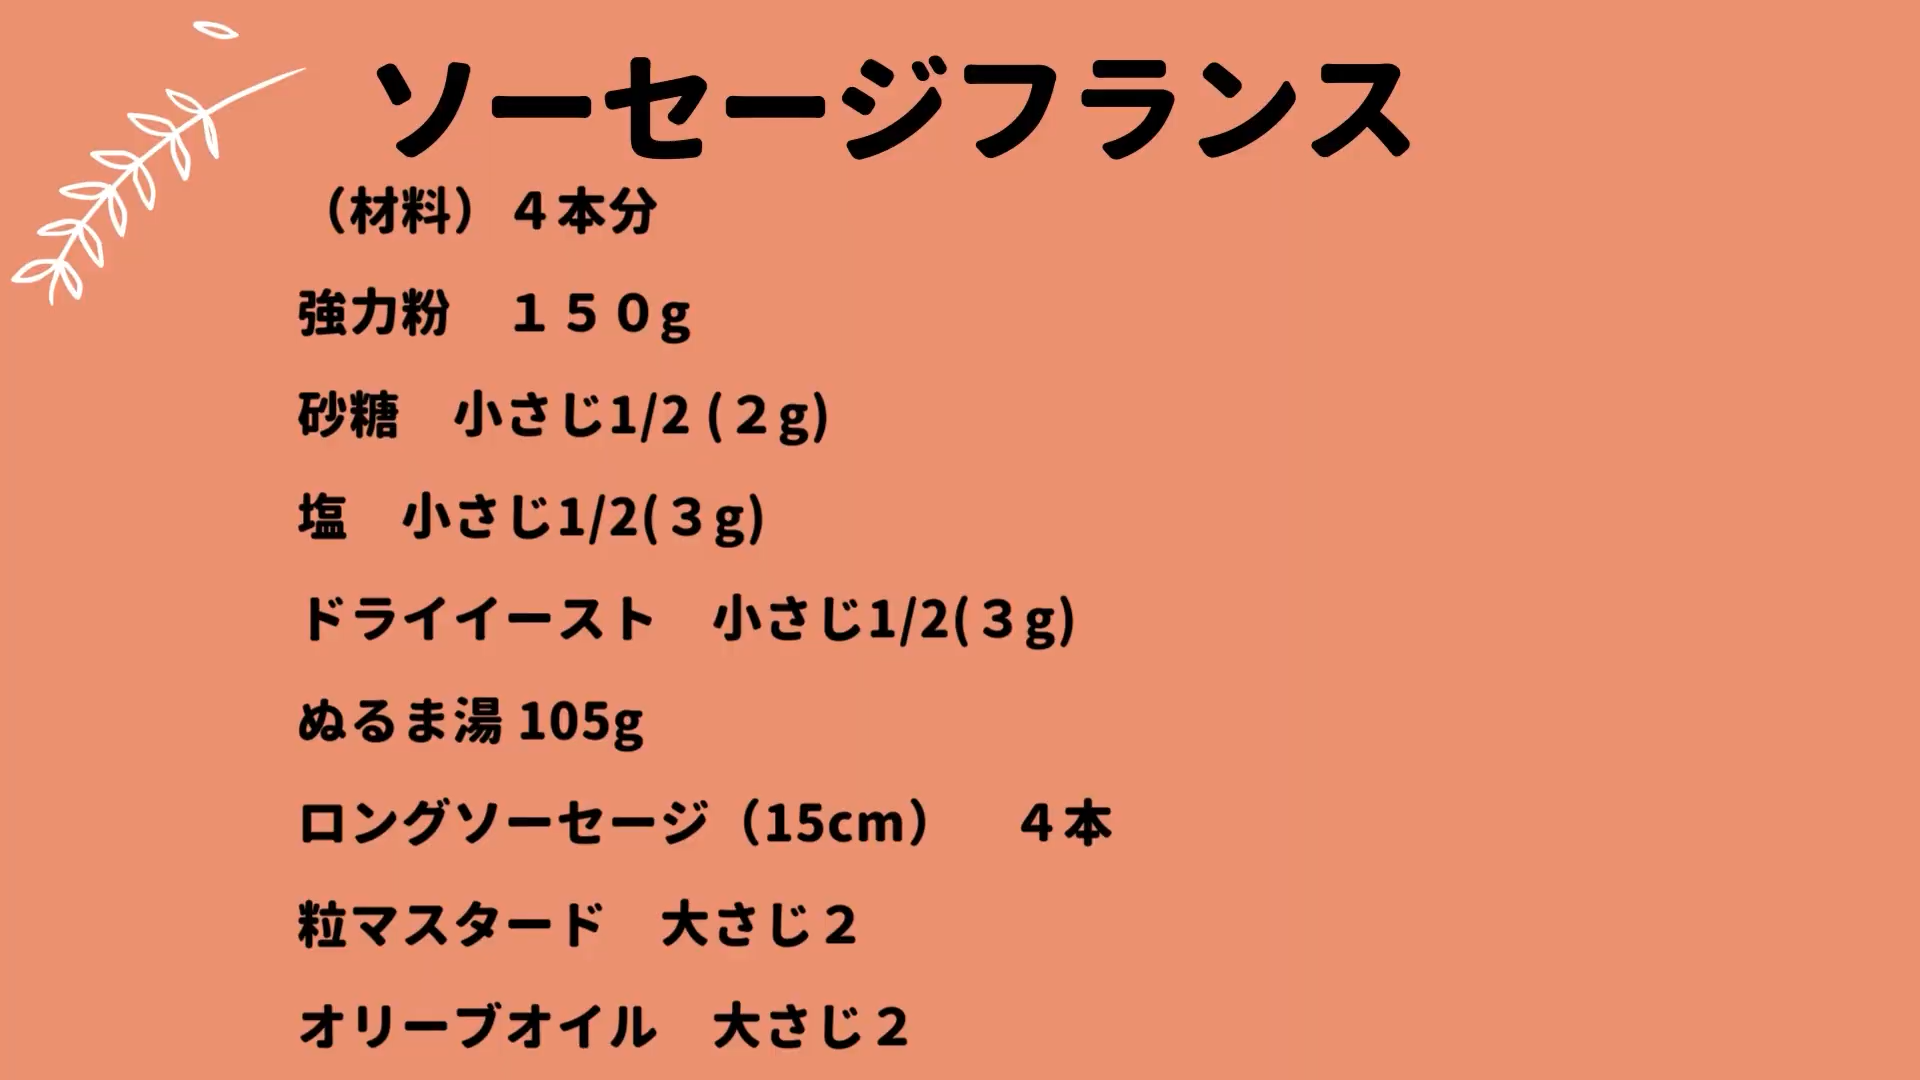 ソーセージフランス
（材料）４本分
強力粉　１５０g
砂糖　小さじ1/2 (２g)
塩　小さじ1/2(３g)
ドライイースト　小さじ1/2(３g)
ぬるま湯 105g
ロングソーセージ（15cm）　４本
粒マスタード　大さじ２
オリーブオイル　大さじ２